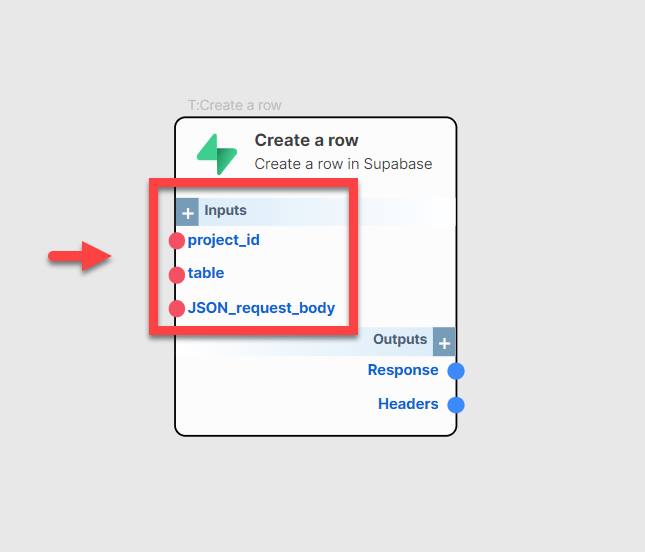 T:Create a row
Create a row
Create a row in Supabase
+ Inputs
project_id
table
JSON_request_body
Outputs +
Response
Headers